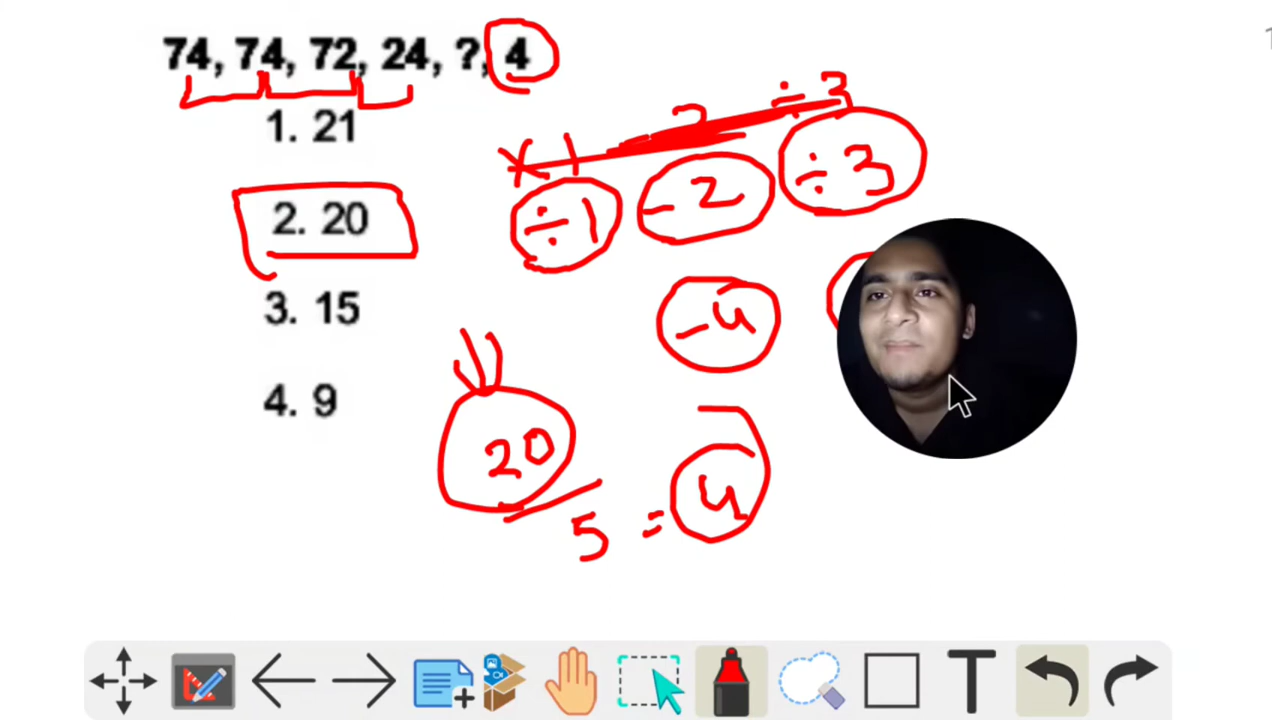 74, 74, 72, 24, ?, 4
1. 21
2. 20
3. 15
4. 9
×1 -2 ÷3
÷1 -2 ÷3
-4
20
5 = 4